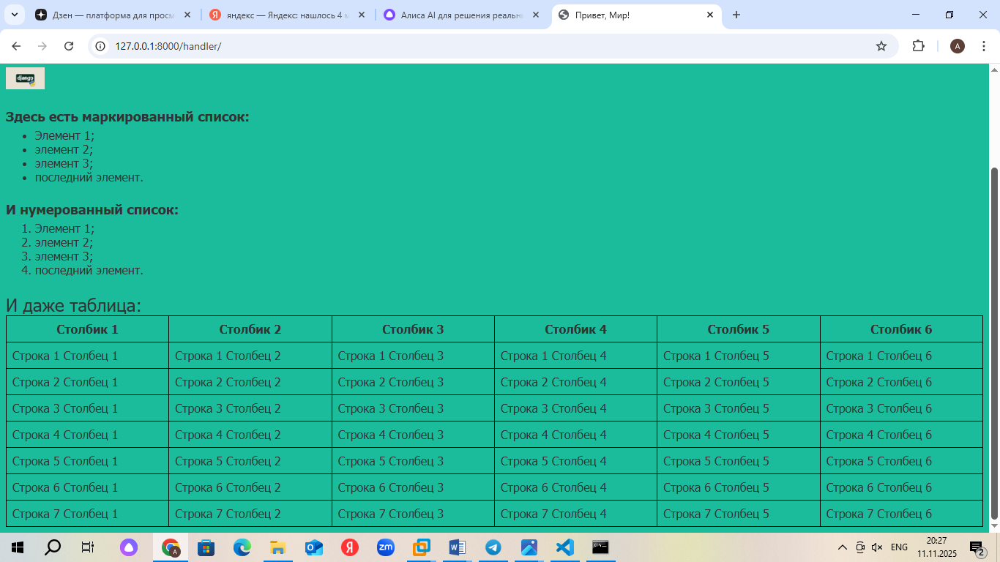 Дзен — платформа для просм
яндекс — Яндекс: нашлось 4 м
Алиса AI для решения реальн
Привет, Мир!
127.0.0.1:8000/handler/
A
django
Здесь есть маркированный список:
• Элемент 1;
• элемент 2;
• элемент 3;
• последний элемент.
И нумерованный список:
1. Элемент 1;
2. элемент 2;
3. элемент 3;
4. последний элемент.
И даже таблица:
Столбик 1 Столбик 2 Столбик 3 Столбик 4 Столбик 5 Столбик 6
Строка 1 Столбец 1 Строка 1 Столбец 2 Строка 1 Столбец 3 Строка 1 Столбец 4 Строка 1 Столбец 5 Строка 1 Столбец 6
Строка 2 Столбец 1 Строка 2 Столбец 2 Строка 2 Столбец 3 Строка 2 Столбец 4 Строка 2 Столбец 5 Строка 2 Столбец 6
Строка 3 Столбец 1 Строка 3 Столбец 2 Строка 3 Столбец 3 Строка 3 Столбец 4 Строка 3 Столбец 5 Строка 3 Столбец 6
Строка 4 Столбец 1 Строка 4 Столбец 2 Строка 4 Столбец 3 Строка 4 Столбец 4 Строка 4 Столбец 5 Строка 4 Столбец 6
Строка 5 Столбец 1 Строка 5 Столбец 2 Строка 5 Столбец 3 Строка 5 Столбец 4 Строка 5 Столбец 5 Строка 5 Столбец 6
Строка 6 Столбец 1 Строка 6 Столбец 2 Строка 6 Столбец 3 Строка 6 Столбец 4 Строка 6 Столбец 5 Строка 6 Столбец 6
Строка 7 Столбец 1 Строка 7 Столбец 2 Строка 7 Столбец 3 Строка 7 Столбец 4 Строка 7 Столбец 5 Строка 7 Столбец 6
A
Я
zm
W
ENG
20:27
11.11.2025
2